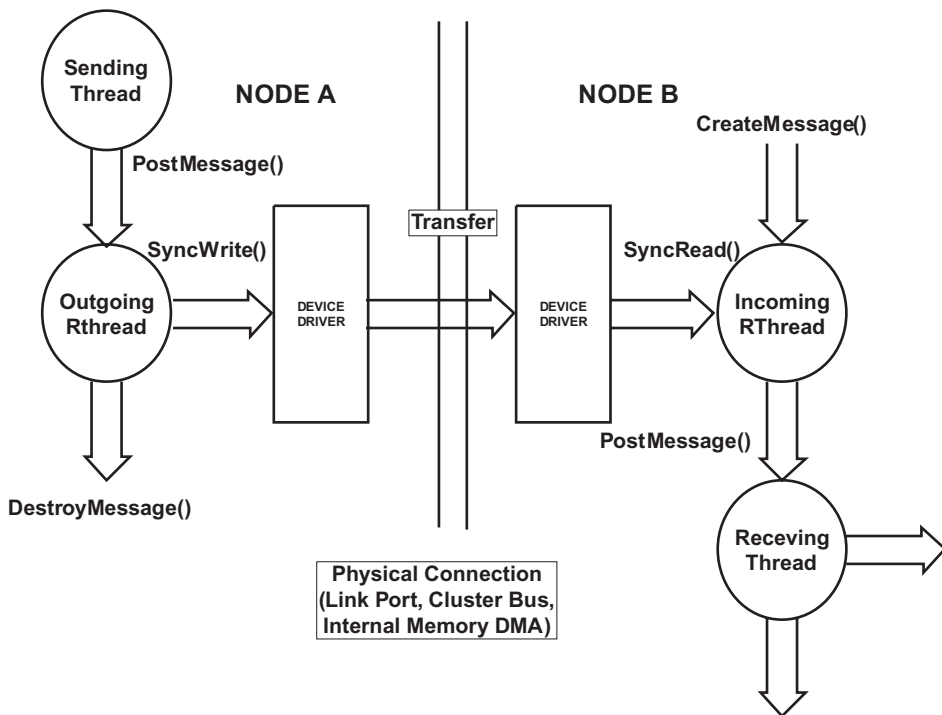 Sending
Thread
NODE A
NODE B
CreateMessage()
PostMessage()
Transfer
SyncWrite()
SyncRead()
Outgoing
Rthread
DEVICE
DRIVER
DEVICE
DRIVER
Incoming
RThread
PostMessage()
DestroyMessage()
Receving
Thread
Physical Connection
(Link Port, Cluster Bus,
Internal Memory DMA)